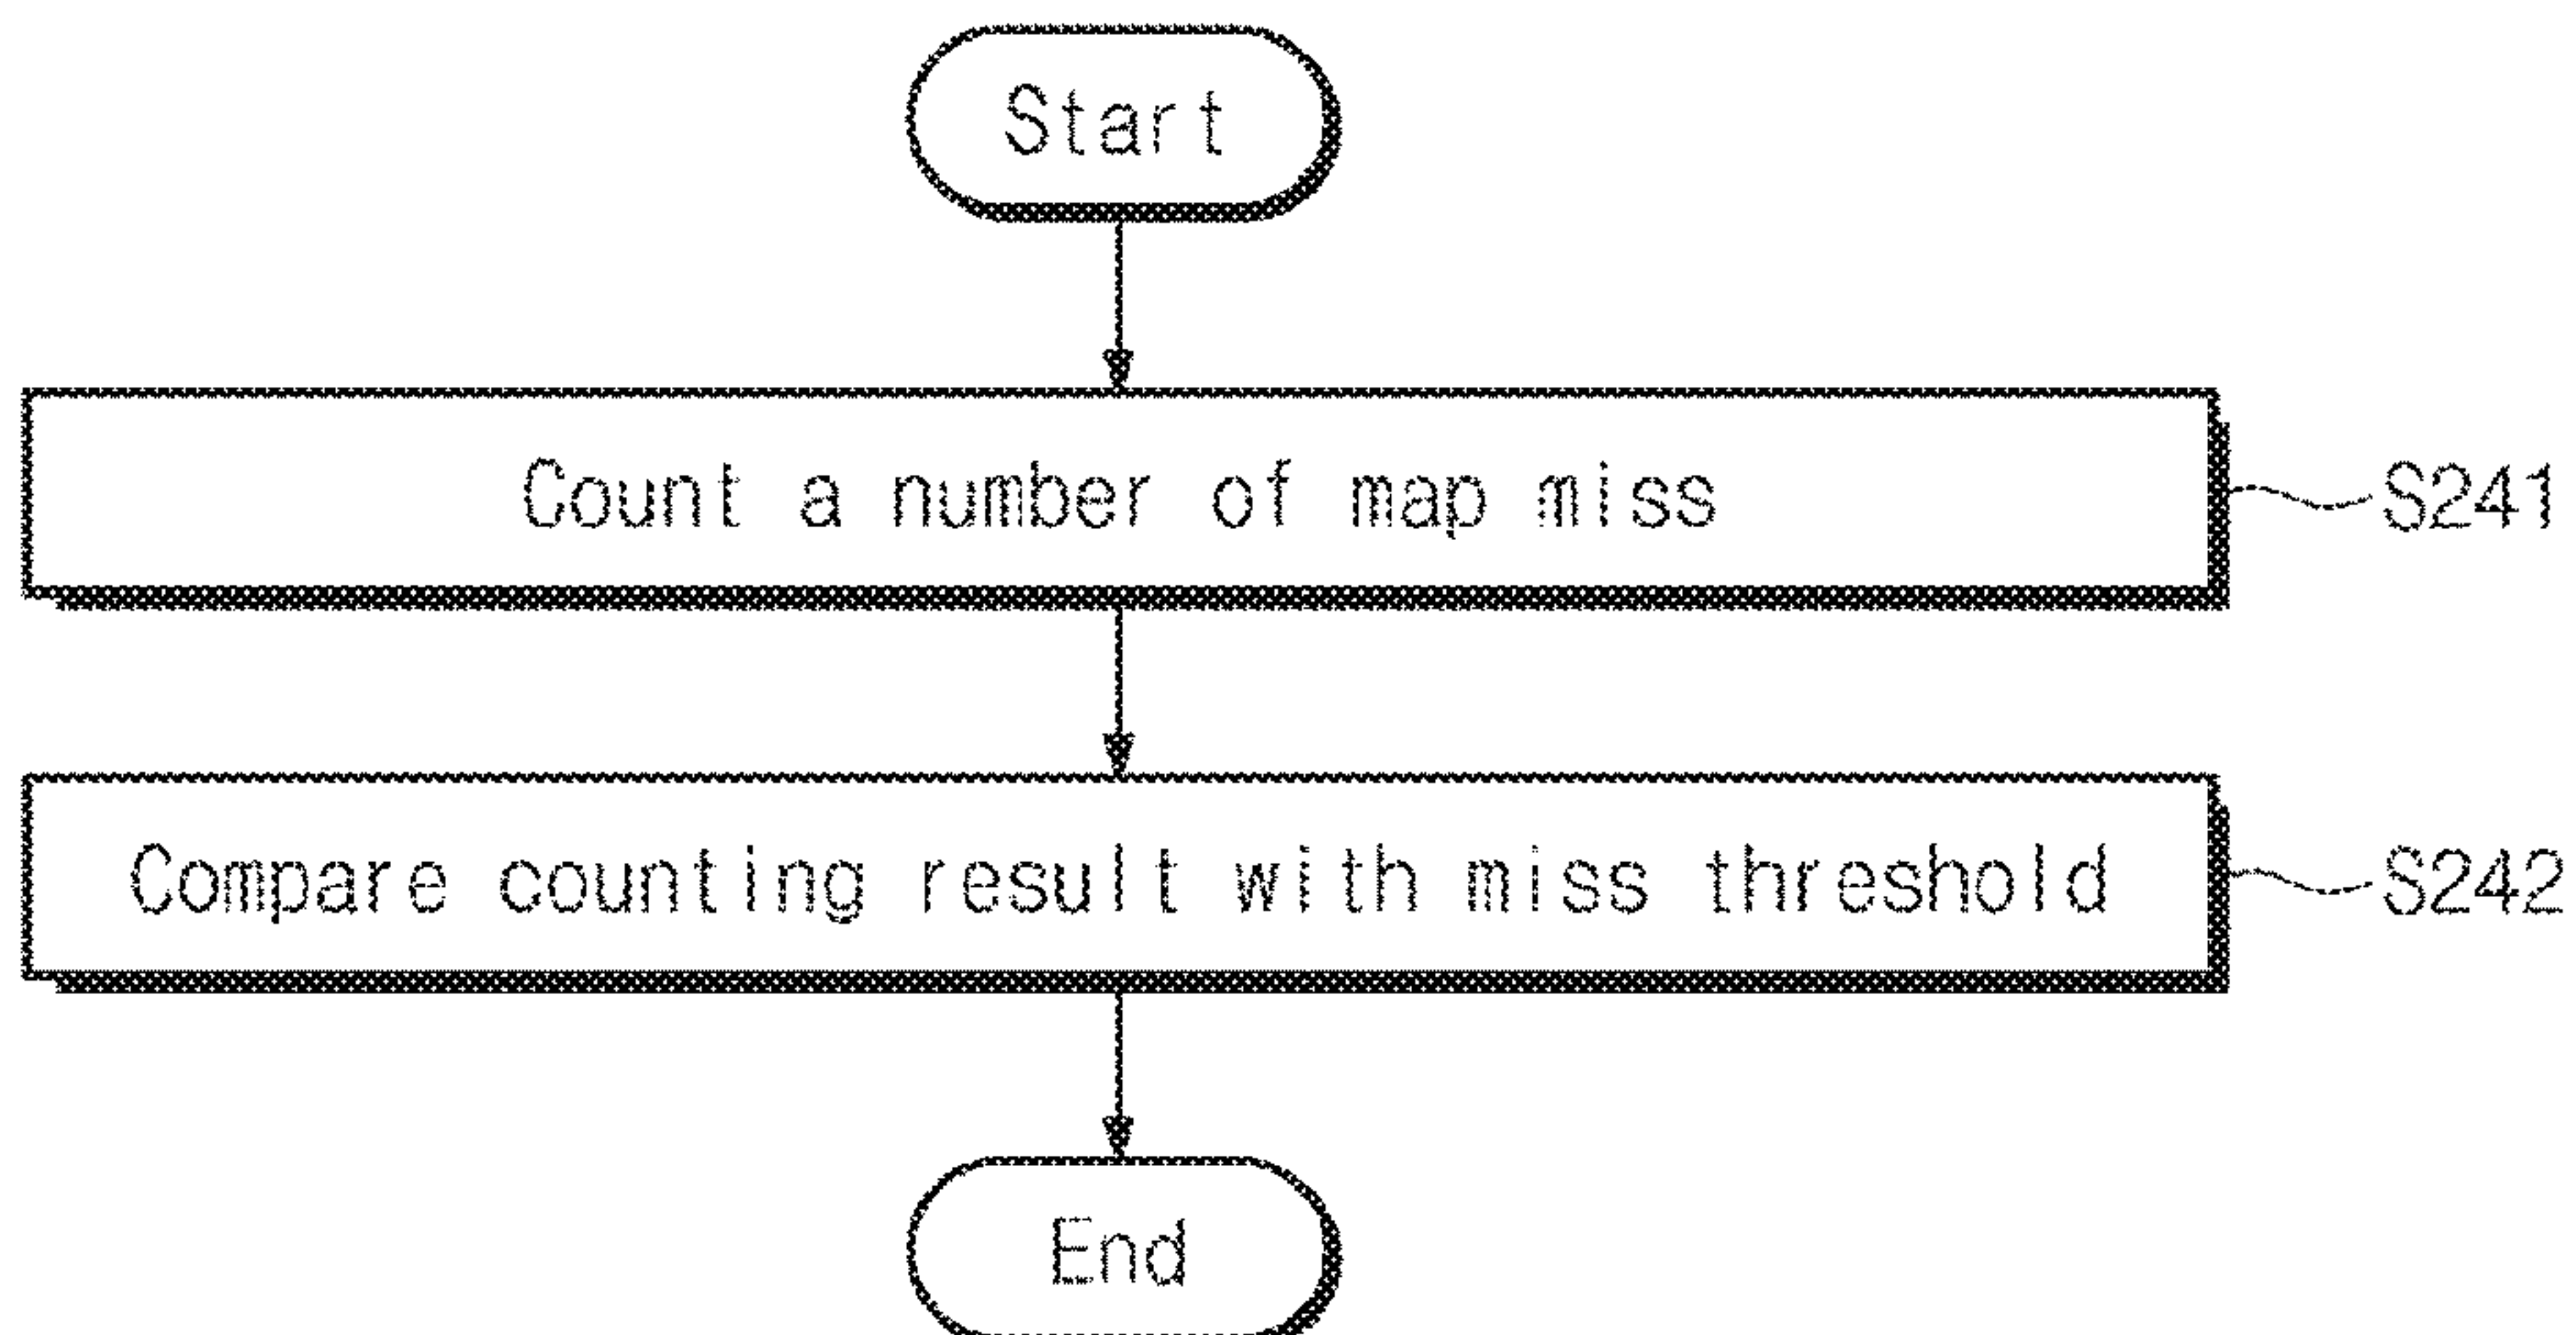 Start
Count a number of map miss
S241
Compare counting result with miss threshold
S242
End